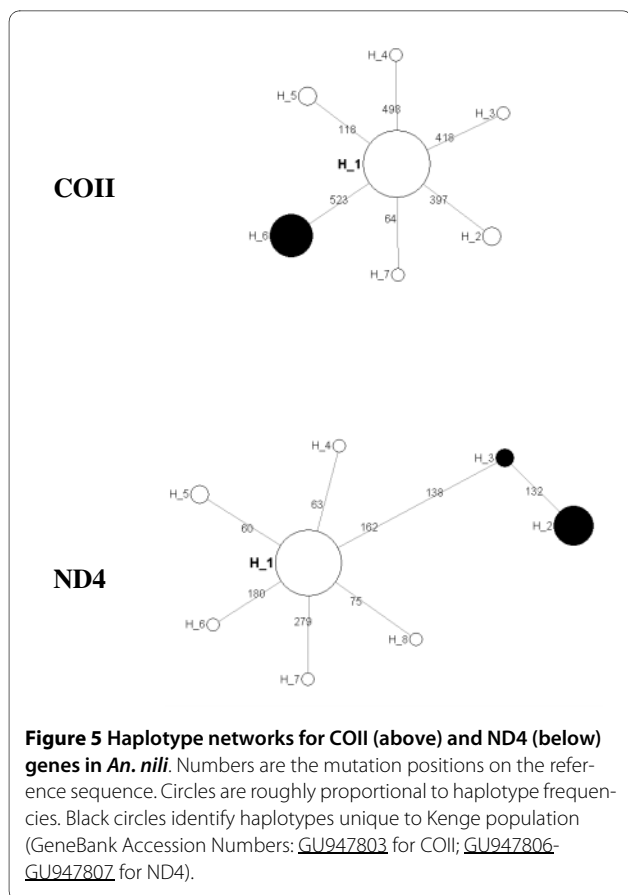 H_4
H_5
498
H_3
118
418
H_1
COII
523
397
64
H_6
H_2
H_7
H_4
H_3
H_5
138
132
63
H_2
60
162
H_1
ND4
180
75
279
H_6
H_8
H_7
Figure 5 Haplotype networks for COII (above) and ND4 (below)
genes in An. nili. Numbers are the mutation positions on the refer-
ence sequence. Circles are roughly proportional to haplotype frequen-
cies. Black circles identify haplotypes unique to Kenge population
(GeneBank Accession Numbers: GU947803 for COII; GU947806-
GU947807 for ND4).